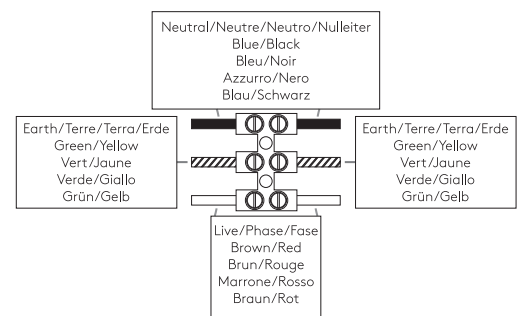 Neutral/Neutre/Neutro/Nulleiter
Blue/Black
Bleu/Noir
Azzurro/Nero
Blau/Schwarz
Earth/Terre/Terra/Erde
Green/Yellow
Vert/Jaune
Verde/Giallo
Grün/Gelb
Earth/Terre/Terra/Erde
Green/Yellow
Vert/Jaune
Verde/Giallo
Grün/Gelb
Live/Phase/Fase
Brown/Red
Brun/Rouge
Marrone/Rosso
Braun/Rot